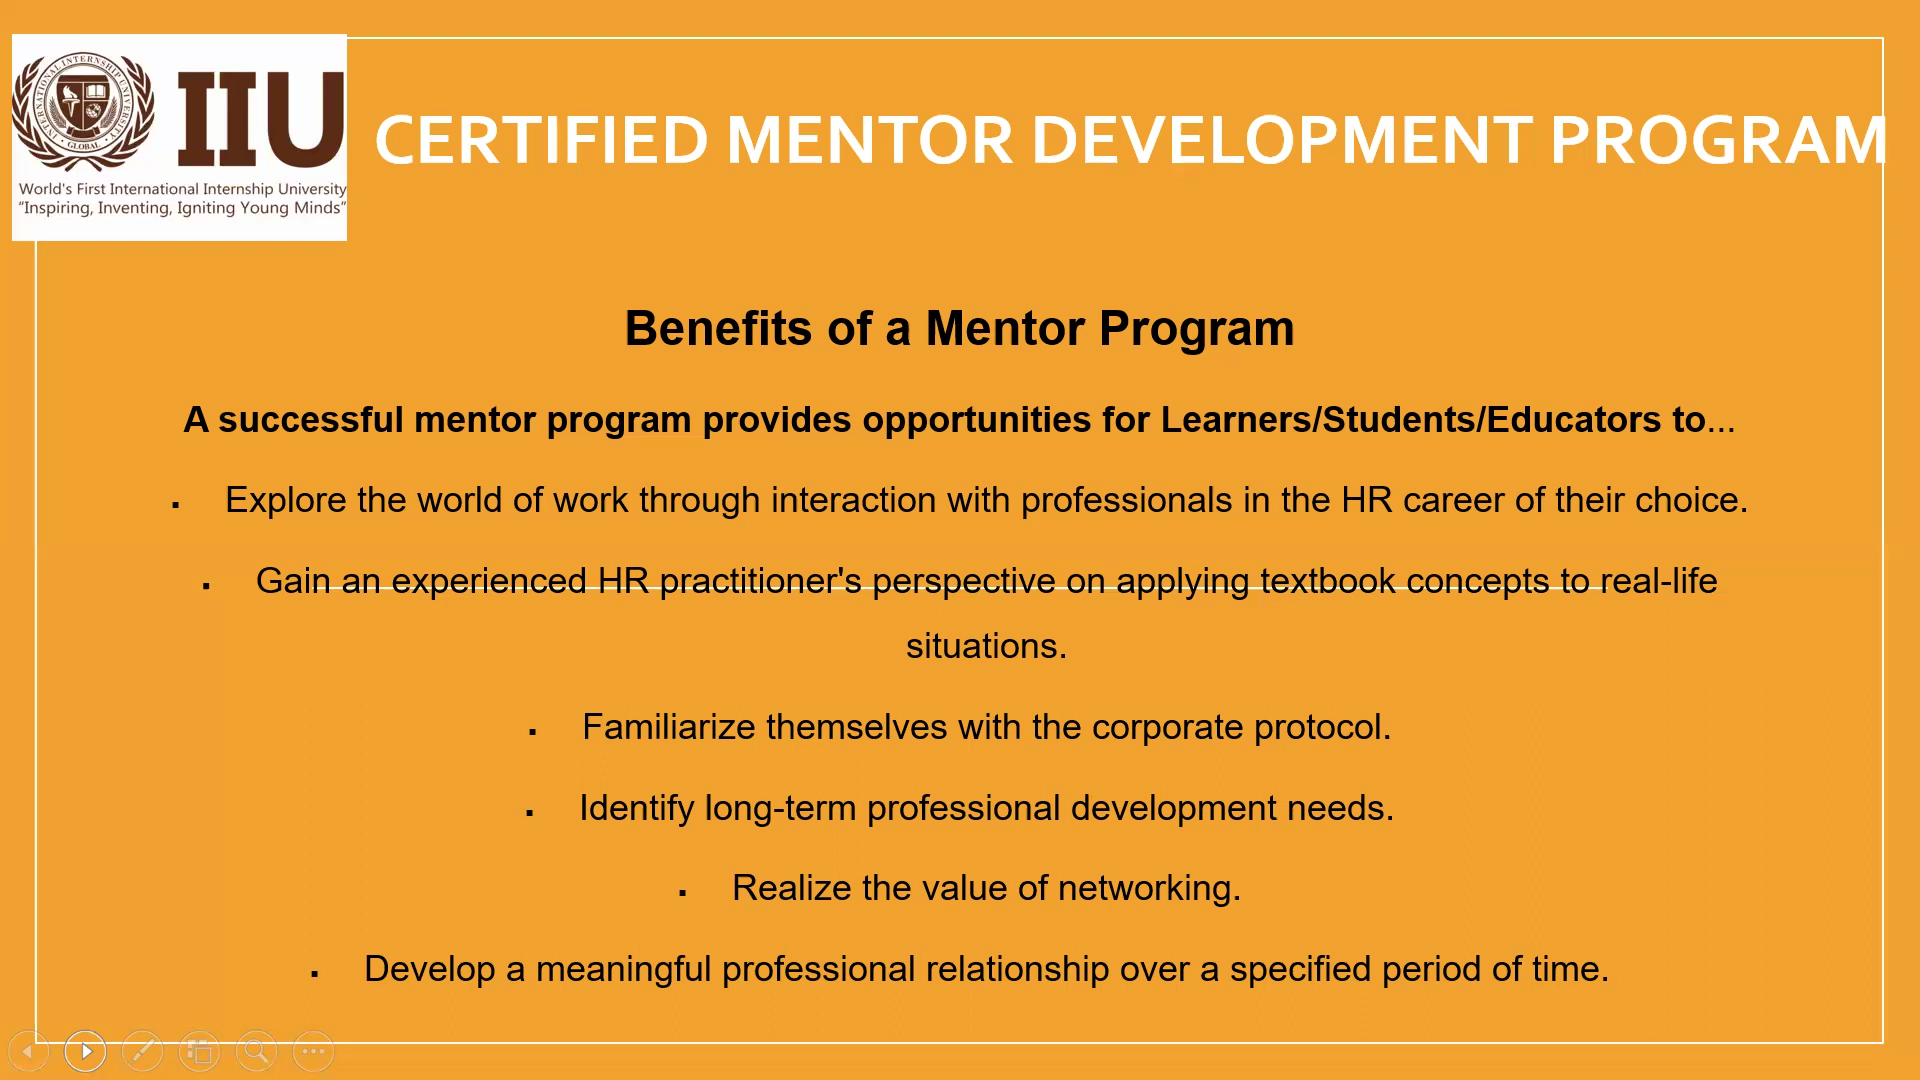 INTERNATIONAL INTERNSHIP UNIVERSITY
· GLOBAL ·
IIU
World's First International Internship University
“Inspiring, Inventing, Igniting Young Minds”
CERTIFIED MENTOR DEVELOPMENT PROGRAM
Benefits of a Mentor Program
A successful mentor program provides opportunities for Learners/Students/Educators to...
▪ Explore the world of work through interaction with professionals in the HR career of their choice.
▪ Gain an experienced HR practitioner's perspective on applying textbook concepts to real-life
situations.
▪ Familiarize themselves with the corporate protocol.
▪ Identify long-term professional development needs.
▪ Realize the value of networking.
▪ Develop a meaningful professional relationship over a specified period of time.